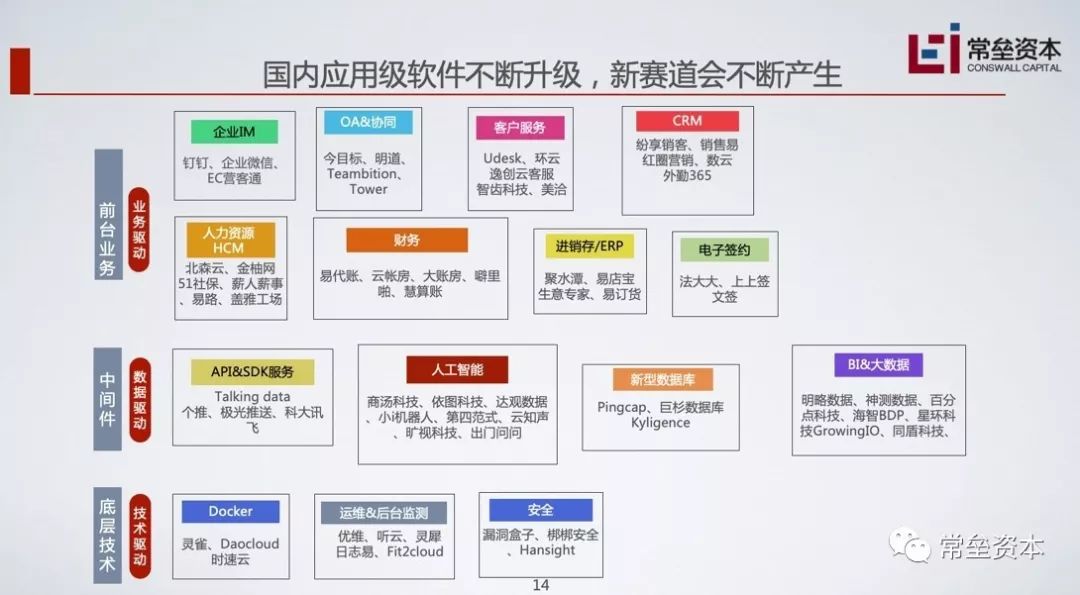 常垒资本
CONSWALL CAPITAL
国内应用级软件不断升级，新赛道会不断产生
前台业务
业务驱动
企业IM
钉钉、企业微信、
EC营客通
OA&协同
今目标、明道、
Teambition、
Tower
客户服务
Udesk、环云
逸创云客服
智齿科技、美洽
CRM
纷享销客、销售易
红圈营销、数云
外勤365
人力资源
HCM
北森云、金柚网
51社保、薪人薪事
、易路、盖雅工场
财务
易代账、云帐房、大账房、噼里
啪、慧算账
进销存/ERP
聚水潭、易店宝
生意专家、易订货
电子签约
法大大、上上签
文签
中间件
数据驱动
API&SDK服务
Talking data
个推、极光推送、科大讯
飞
人工智能
商汤科技、依图科技、达观数据
、小i机器人、第四范式、云知声
、旷视科技、出门问问
新型数据库
Pingcap、巨杉数据库
Kyligence
BI&大数据
明略数据、神测数据、百分
点科技、海智BDP、星环科
技GrowingIO、同盾科技、
底层技术
技术驱动
Docker
灵雀、Daocloud
时速云
运维&后台监测
优维、听云、灵犀
日志易、Fit2cloud
安全
漏洞盒子、梆梆安全
、Hansight
常垒资本
14